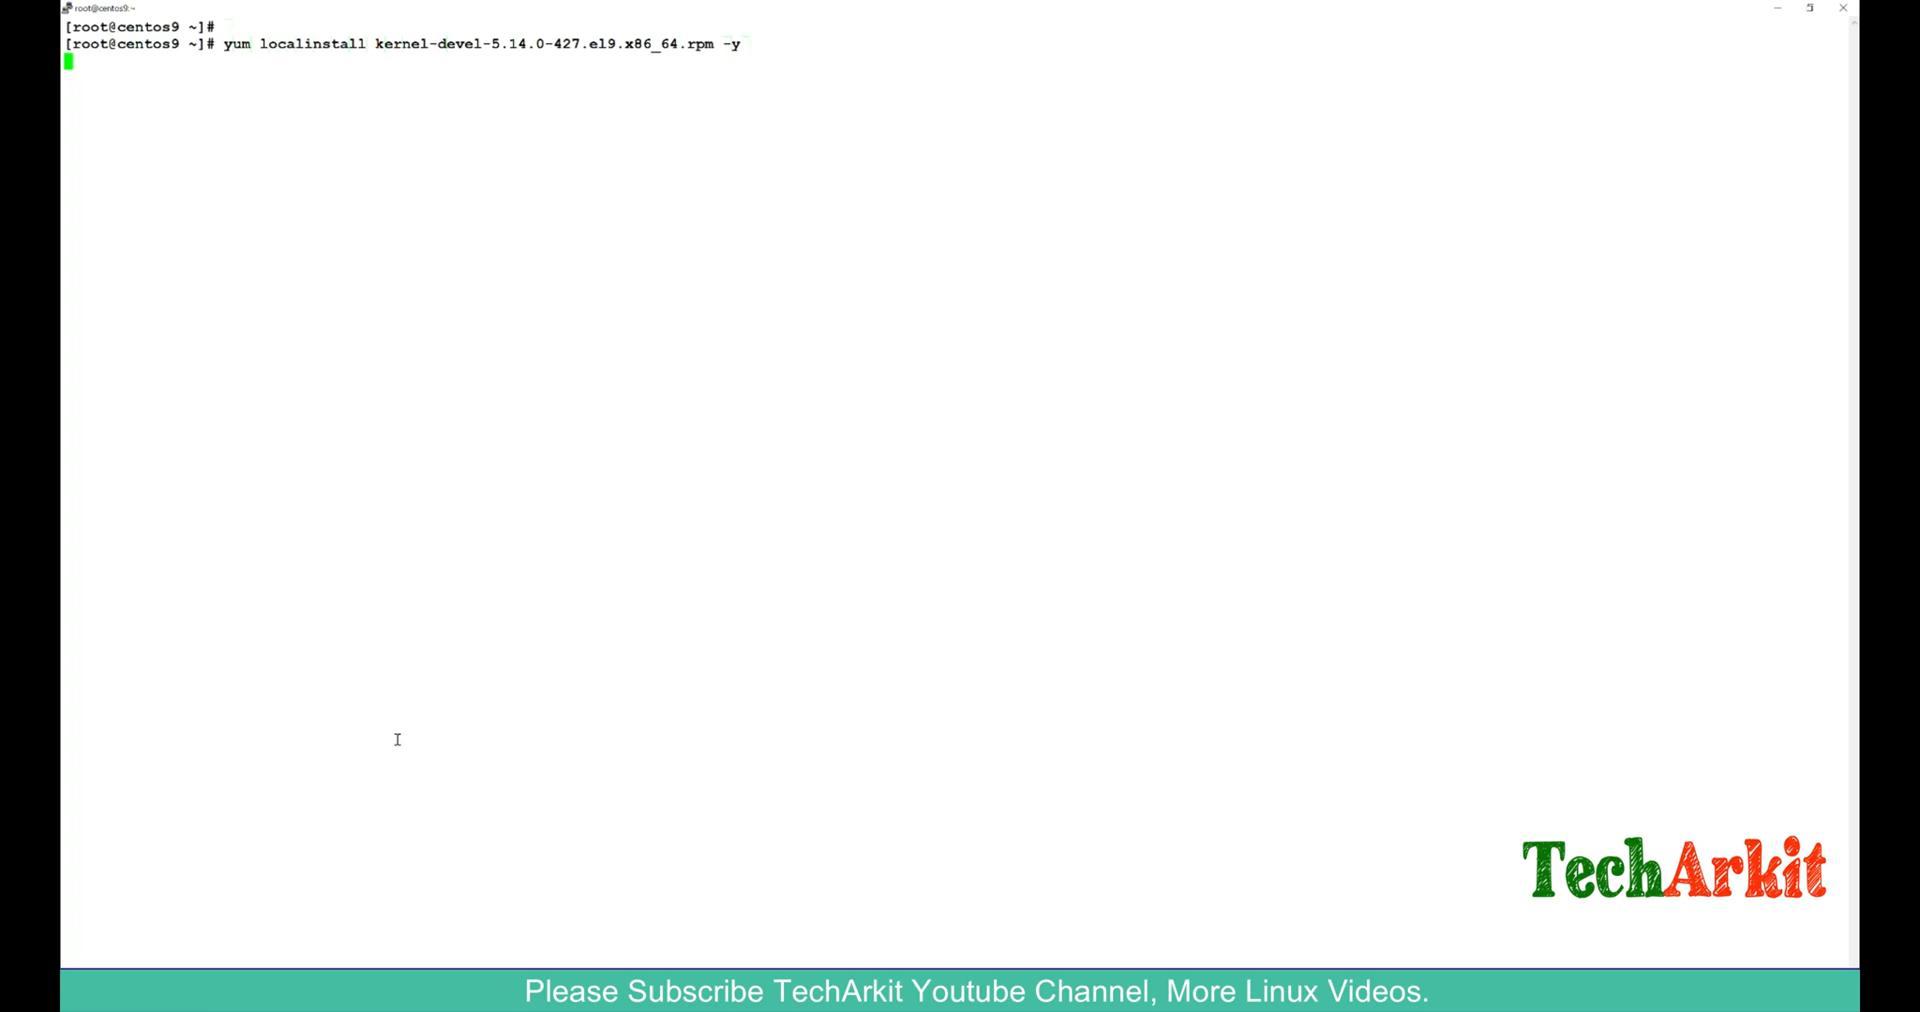 root@centos9:~
[root@centos9 ~]#
[root@centos9 ~]# yum localinstall kernel-devel-5.14.0-427.el9.x86_64.rpm -y
TechArkit
Please Subscribe TechArkit Youtube Channel, More Linux Videos.